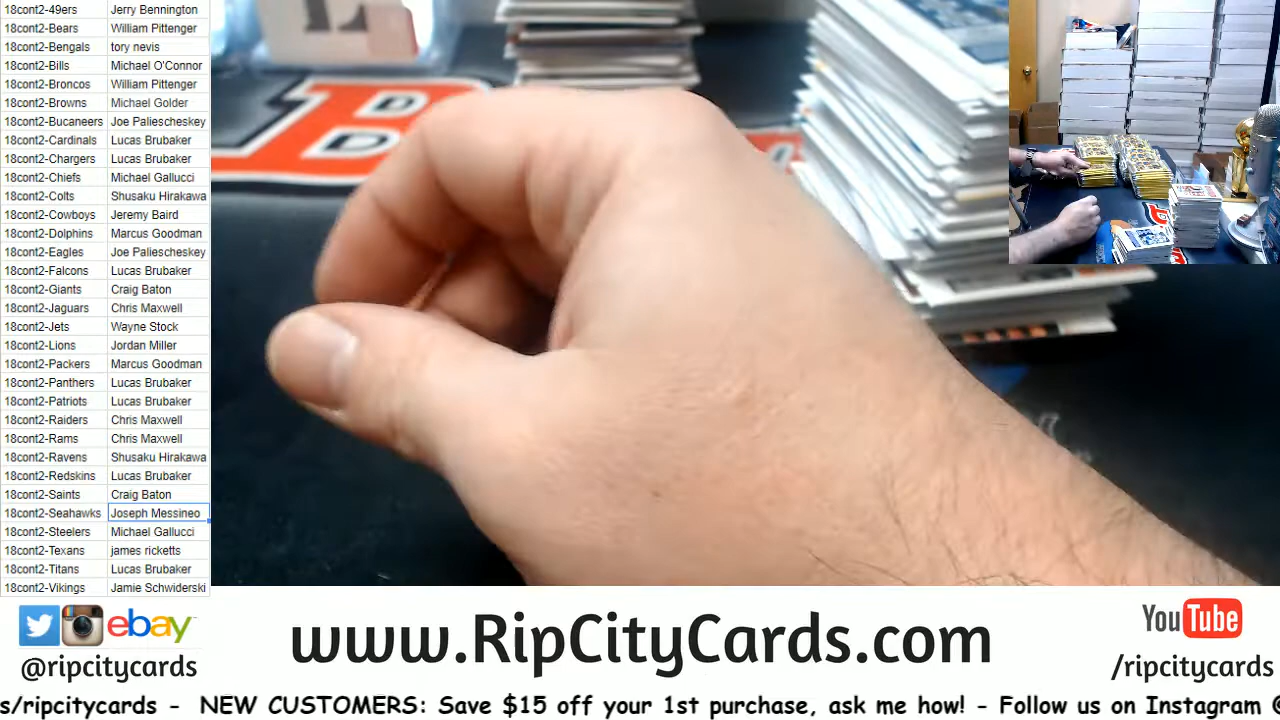 18cont2-49ers Jerry Bennington
18cont2-Bears William Pittenger
18cont2-Bengals tory nevis
18cont2-Bills Michael O'Connor
18cont2-Broncos William Pittenger
18cont2-Browns Michael Golder
18cont2-Bucaneers Joe Paliescheskey
18cont2-Cardinals Lucas Brubaker
18cont2-Chargers Lucas Brubaker
18cont2-Chiefs Michael Gallucci
18cont2-Colts Shusaku Hirakawa
18cont2-Cowboys Jeremy Baird
18cont2-Dolphins Marcus Goodman
18cont2-Eagles Joe Paliescheskey
18cont2-Falcons Lucas Brubaker
18cont2-Giants Craig Baton
18cont2-Jaguars Chris Maxwell
18cont2-Jets Wayne Stock
18cont2-Lions Jordan Miller
18cont2-Packers Marcus Goodman
18cont2-Panthers Lucas Brubaker
18cont2-Patriots Lucas Brubaker
18cont2-Raiders Chris Maxwell
18cont2-Rams Chris Maxwell
18cont2-Ravens Shusaku Hirakawa
18cont2-Redskins Lucas Brubaker
18cont2-Saints Craig Baton
18cont2-Seahawks Joseph Messineo
18cont2-Steelers Michael Gallucci
18cont2-Texans james ricketts
18cont2-Titans Lucas Brubaker
18cont2-Vikings Jamie Schwiderski
ebay
@ripcitycards
www.RipCityCards.com
YouTube
/ripcitycards
s/ripcitycards - NEW CUSTOMERS: Save $15 off your 1st purchase, ask me how! - Follow us on Instagram